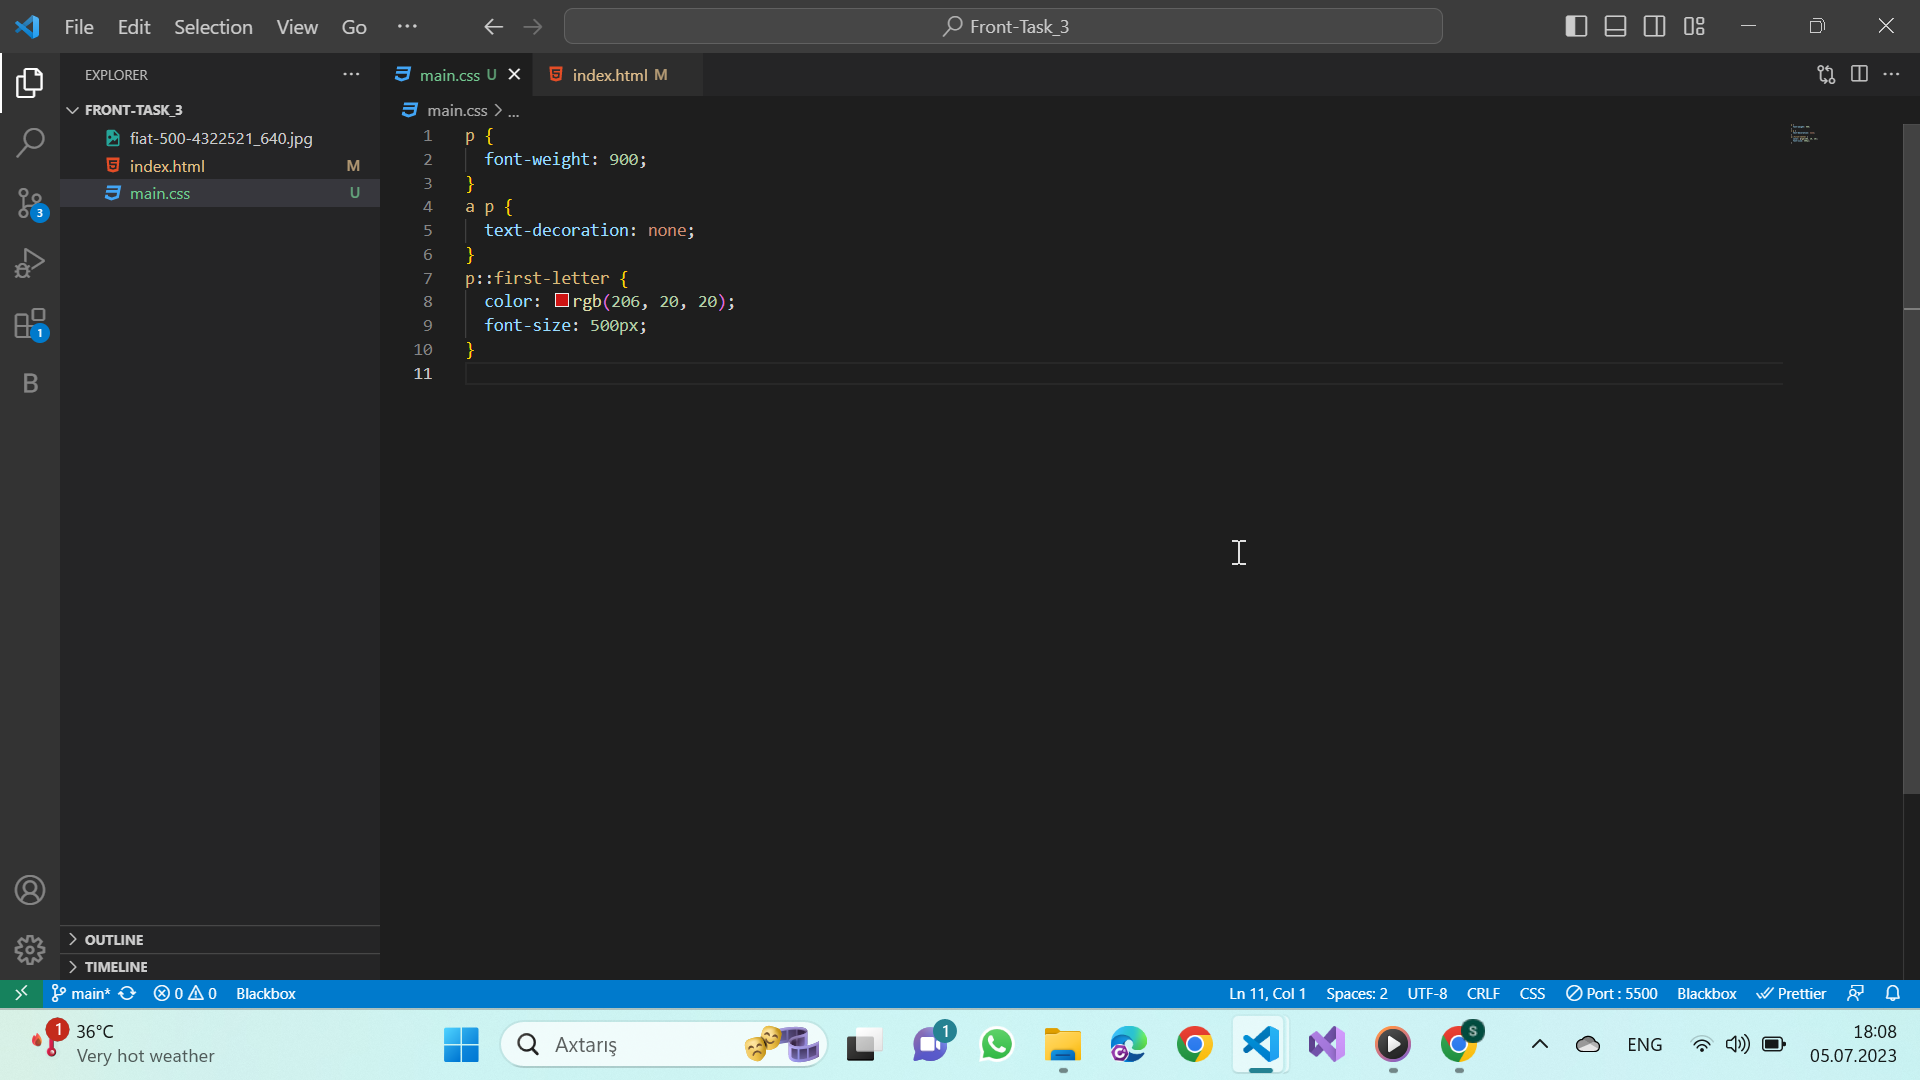 File Edit Selection View Go ···
Front-Task_3
EXPLORER ···
FRONT-TASK_3
fiat-500-4322521_640.jpg
index.html M
main.css U
3
1
B
OUTLINE
TIMELINE
main.css U
index.html M
main.css > ...
1 p {
2 font-weight: 900;
3 }
4 a p {
5 text-decoration: none;
6 }
7 p::first-letter {
8 color: rgb(206, 20, 20);
9 font-size: 500px;
10 }
11
main* 0 0 Blackbox
Ln 11, Col 1 Spaces: 2 UTF-8 CRLF CSS Port : 5500 Blackbox Prettier
1 36°C
Very hot weather
Axtarış
1
S
ENG
18:08
05.07.2023